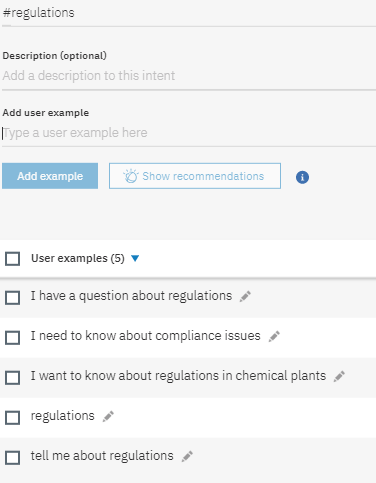 #regulations
Description (optional)
Add a description to this intent
Add user example
Type a user example here
Add example
Show recommendations
i
User examples (5)
I have a question about regulations
I need to know about compliance issues
I want to know about regulations in chemical plants
regulations
tell me about regulations